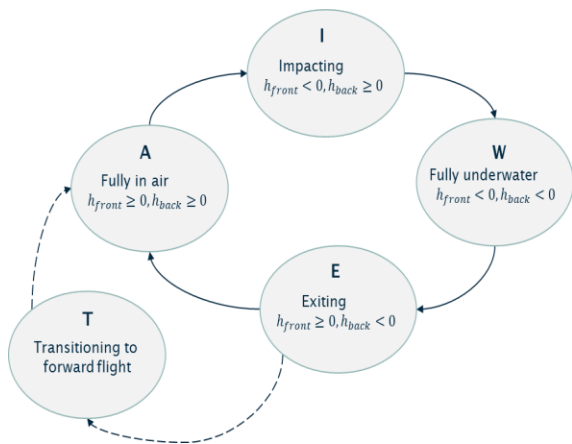 I
Impacting
h_front < 0, h_back ≥ 0
W
Fully underwater
h_front < 0, h_back < 0
A
Fully in air
h_front ≥ 0, h_back ≥ 0
E
Exiting
h_front ≥ 0, h_back < 0
T
Transitioning to
forward flight